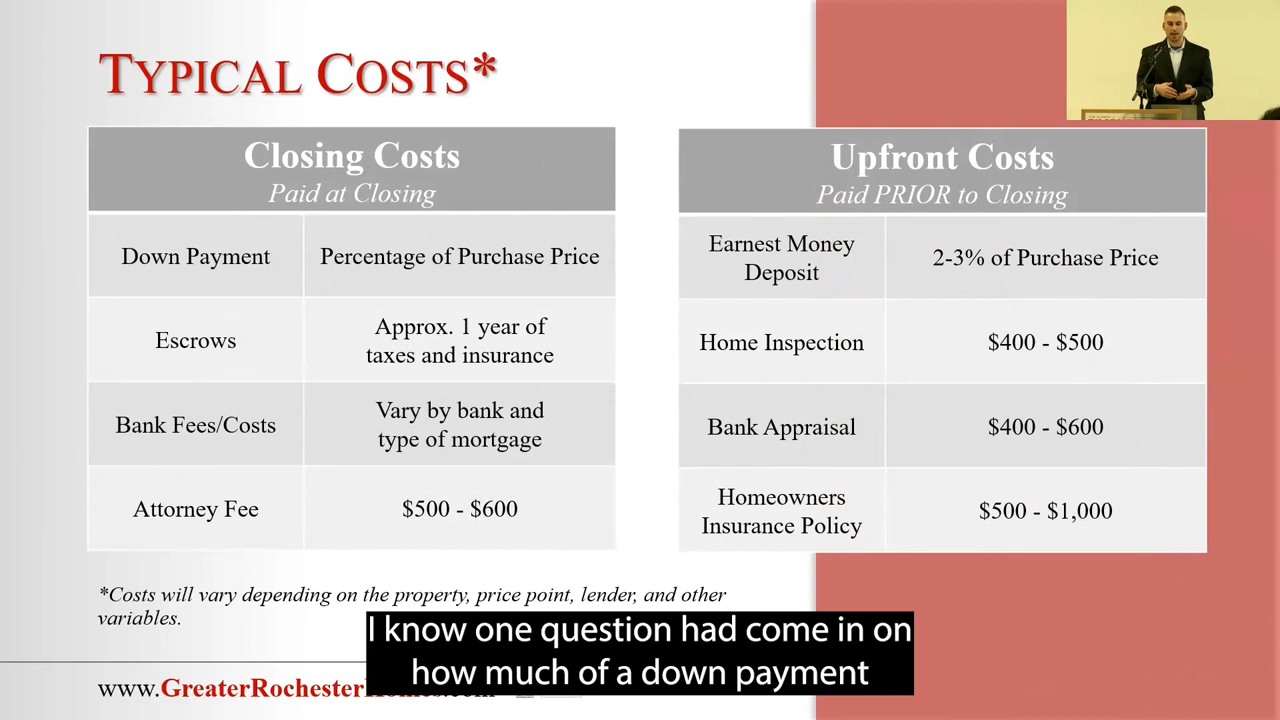 TYPICAL COSTS*
Closing Costs
Paid at Closing
Down Payment
Percentage of Purchase Price
Escrows
Approx. 1 year of
taxes and insurance
Bank Fees/Costs
Vary by bank and
type of mortgage
Attorney Fee
$500 - $600
Upfront Costs
Paid PRIOR to Closing
Earnest Money
Deposit
2-3% of Purchase Price
Home Inspection
$400 - $500
Bank Appraisal
$400 - $600
Homeowners
Insurance Policy
$500 - $1,000
*Costs will vary depending on the property, price point, lender, and other
variables.
I know one question had come in on
how much of a down payment
www.GreaterRochesterHomes.com